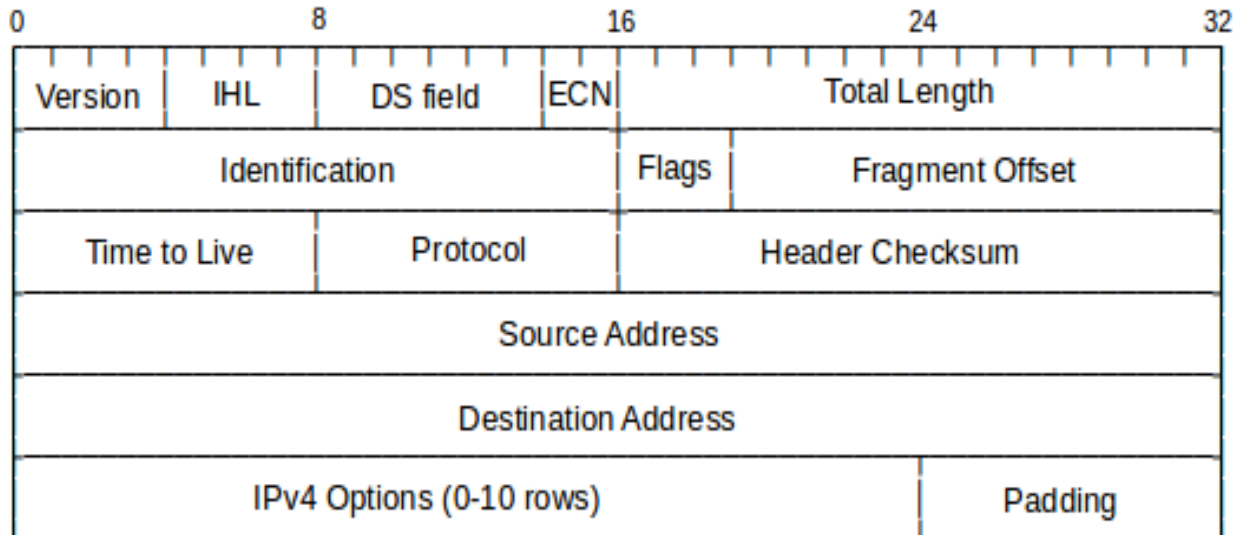 0 8 16 24 32
Version IHL DS field ECN Total Length
Identification Flags Fragment Offset
Time to Live Protocol Header Checksum
Source Address
Destination Address
IPv4 Options (0-10 rows) Padding